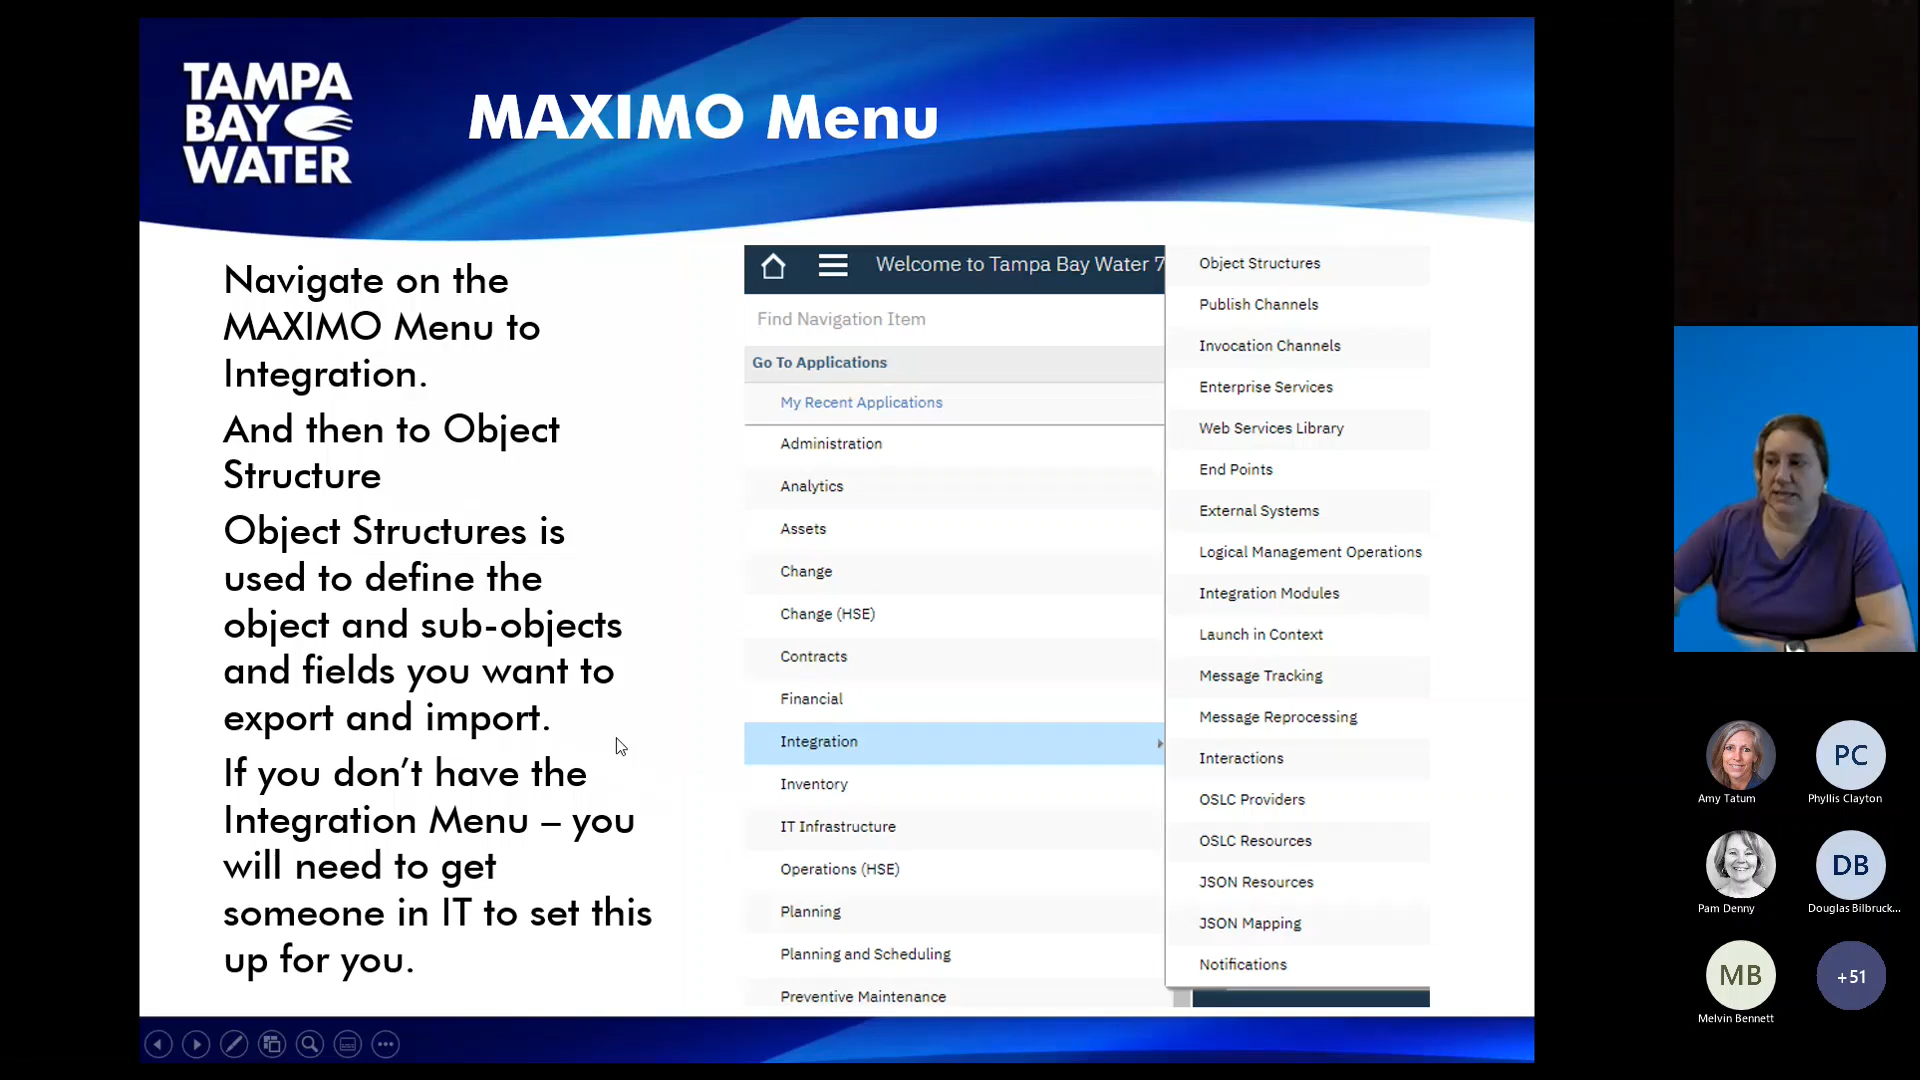 TAMPA
BAY
WATER
MAXIMO Menu
Navigate on the
MAXIMO Menu to
Integration.
And then to Object
Structure
Object Structures is
used to define the
object and sub-objects
and fields you want to
export and import.
If you don’t have the
Integration Menu – you
will need to get
someone in IT to set this
up for you.
Welcome to Tampa Bay Water 7
Find Navigation Item
Go To Applications
My Recent Applications
Administration
Analytics
Assets
Change
Change (HSE)
Contracts
Financial
Integration
Inventory
IT Infrastructure
Operations (HSE)
Planning
Planning and Scheduling
Preventive Maintenance
Object Structures
Publish Channels
Invocation Channels
Enterprise Services
Web Services Library
End Points
External Systems
Logical Management Operations
Integration Modules
Launch in Context
Message Tracking
Message Reprocessing
Interactions
OSLC Providers
OSLC Resources
JSON Resources
JSON Mapping
Notifications
Amy Tatum
PC
Phyllis Clayton
Pam Denny
DB
Douglas Bilbruck...
MB
Melvin Bennett
+51